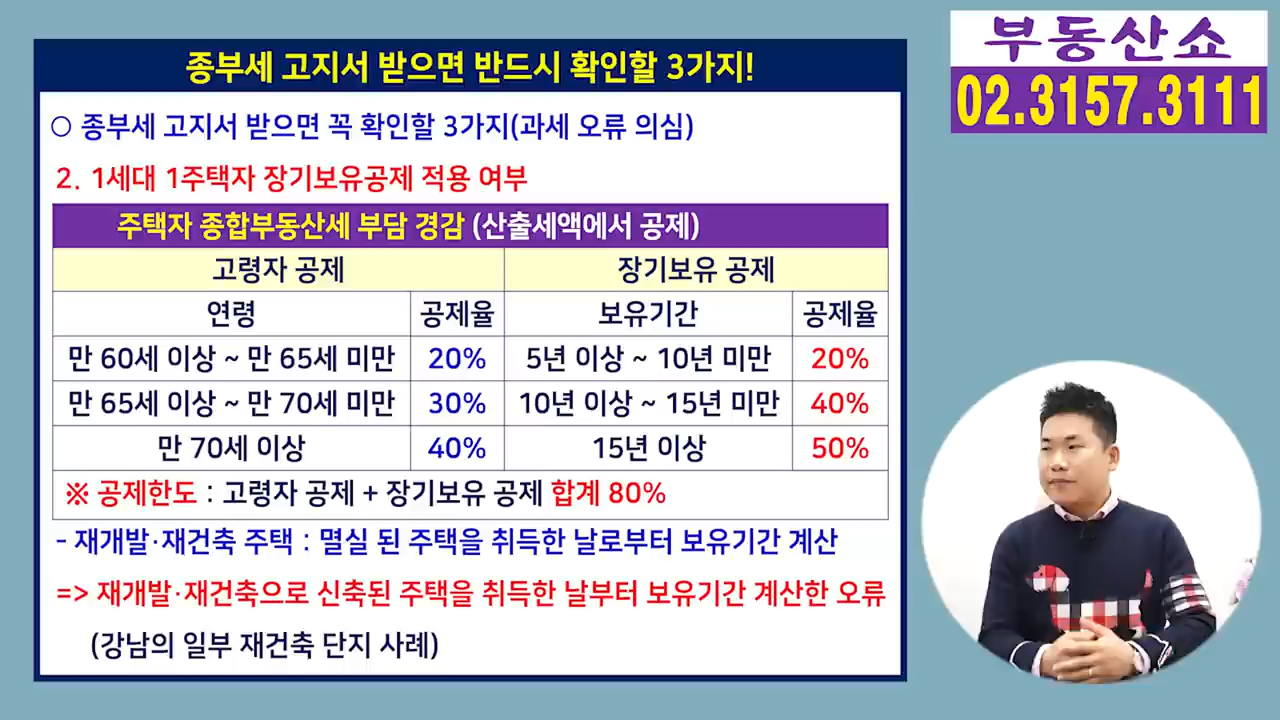 부동산쇼
02.3157.3111
종부세 고지서 받으면 반드시 확인할 3가지!
○ 종부세 고지서 받으면 꼭 확인할 3가지(과세 오류 의심)
2. 1세대 1주택자 장기보유공제 적용 여부
주택자 종합부동산세 부담 경감 (산출세액에서 공제)
고령자 공제 장기보유 공제
연령 공제율 보유기간 공제율
만 60세 이상 ~ 만 65세 미만 20% 5년 이상 ~ 10년 미만 20%
만 65세 이상 ~ 만 70세 미만 30% 10년 이상 ~ 15년 미만 40%
만 70세 이상 40% 15년 이상 50%
※ 공제한도 : 고령자 공제 + 장기보유 공제 합계 80%
- 재개발·재건축 주택 : 멸실 된 주택을 취득한 날로부터 보유기간 계산
=> 재개발·재건축으로 신축된 주택을 취득한 날부터 보유기간 계산한 오류
(강남의 일부 재건축 단지 사례)